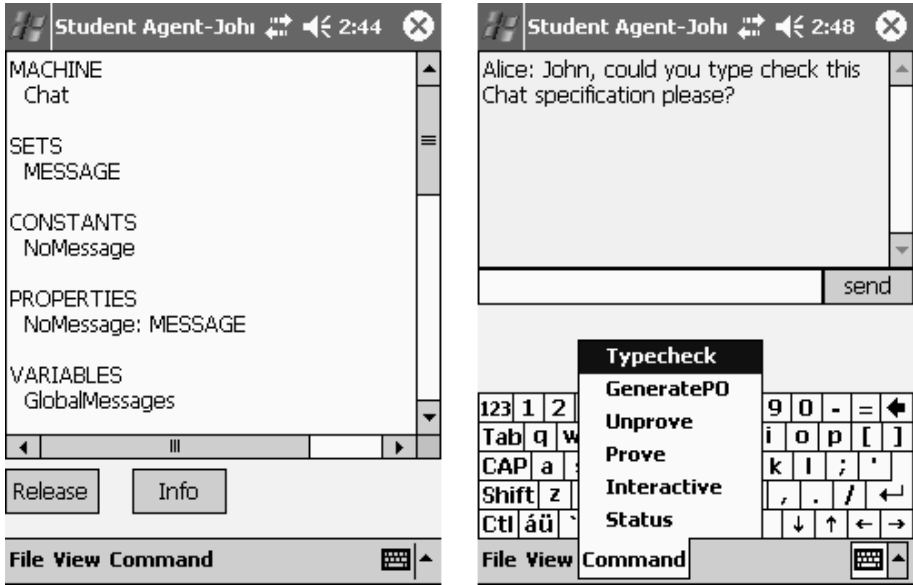 Student Agent-Joh 2:44
MACHINE
Chat
SETS
MESSAGE
CONSTANTS
NoMessage
PROPERTIES
NoMessage: MESSAGE
VARIABLES
GlobalMessages
Release Info
File View Command
Student Agent-Joh 2:48
Alice: John, could you type check this
Chat specification please?
send
Typecheck
GeneratePO
Unprove
Prove
Interactive
Status
123 1 2 9 0 - =
Tab q w i o p [ ]
CAP a k l ; '
Shift z , . /
Ctl áü ` ↓ ↑ ← →
File View Command